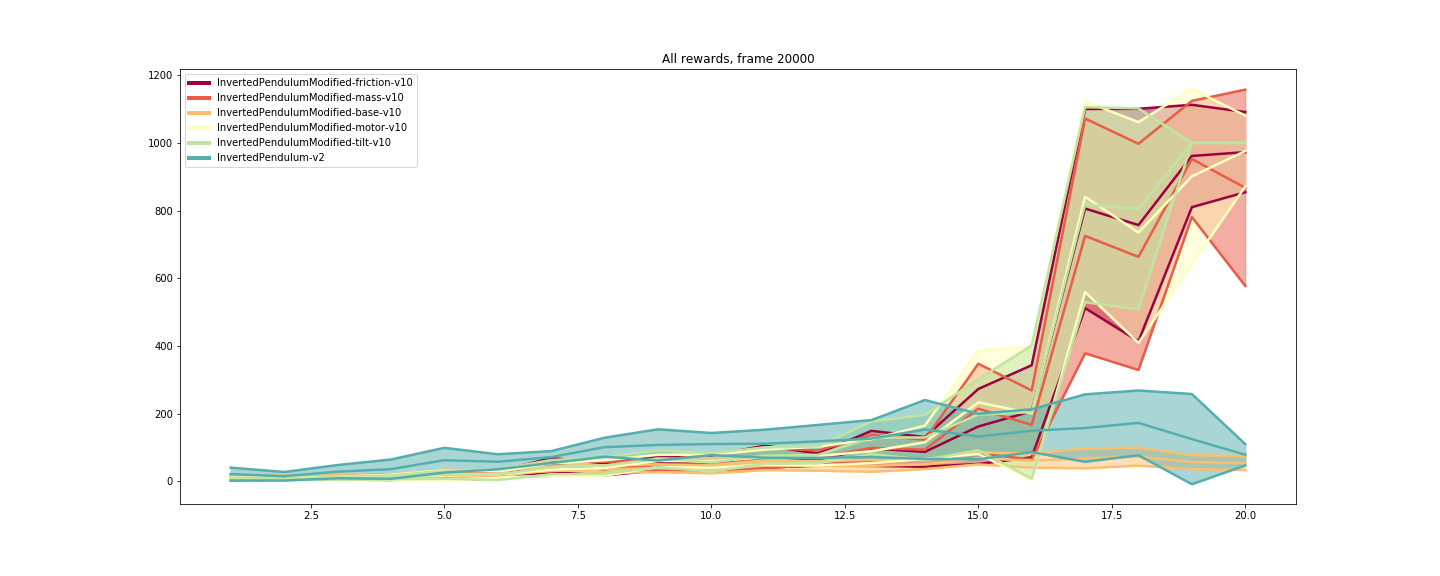 All rewards, frame 20000
1200
1000
800
600
400
200
0
InvertedPendulumModified-friction-v10
InvertedPendulumModified-mass-v10
InvertedPendulumModified-base-v10
InvertedPendulumModified-motor-v10
InvertedPendulumModified-tilt-v10
InvertedPendulum-v2
2.5 5.0 7.5 10.0 12.5 15.0 17.5 20.0